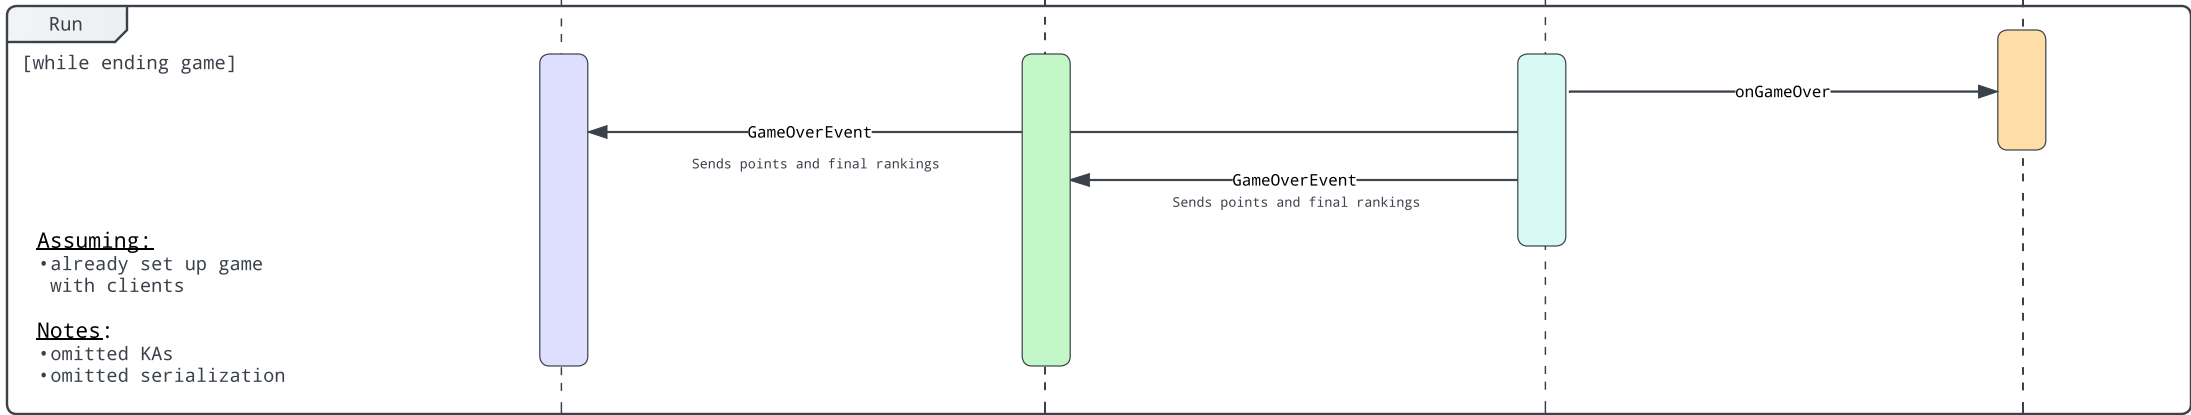 Run
[while ending game]
onGameOver
GameOverEvent
Sends points and final rankings
GameOverEvent
Sends points and final rankings
Assuming:
•already set up game
with clients
Notes:
•omitted KAs
•omitted serialization